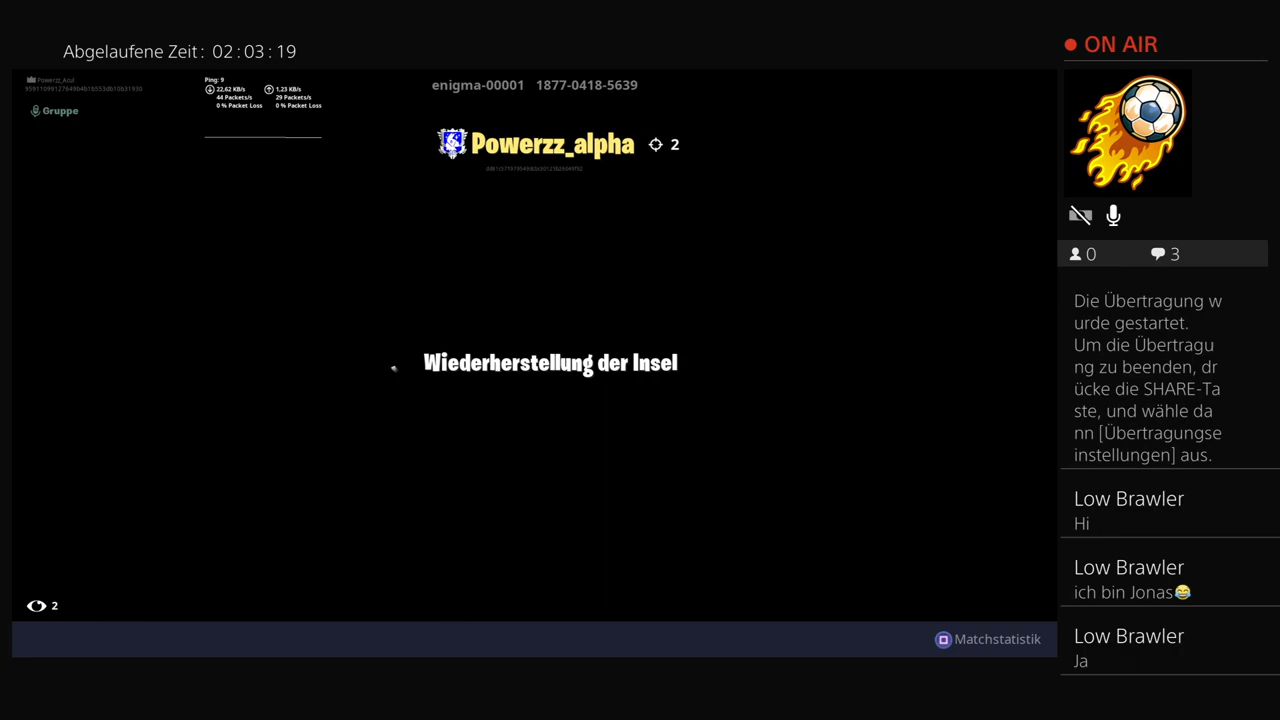 Abgelaufene Zeit: 02:03:19
ON AIR
Powerzz_Acul
Ping: 9
22,62 KB/s
1,23 KB/s
44 Packets/s
29 Packets/s
0 % Packet Loss
0 % Packet Loss
Gruppe
enigma-00001 1877-0418-5639
Powerzz_alpha 2
0
3
Die Übertragung w
urde gestartet.
Um die Übertragu
ng zu beenden, dr
ücke die SHARE-Ta
ste, und wähle da
nn [Übertragungse
instellungen] aus.
Wiederherstellung der Insel
Low Brawler
Hi
Low Brawler
ich bin Jonas😂
Low Brawler
Ja
2
Matchstatistik